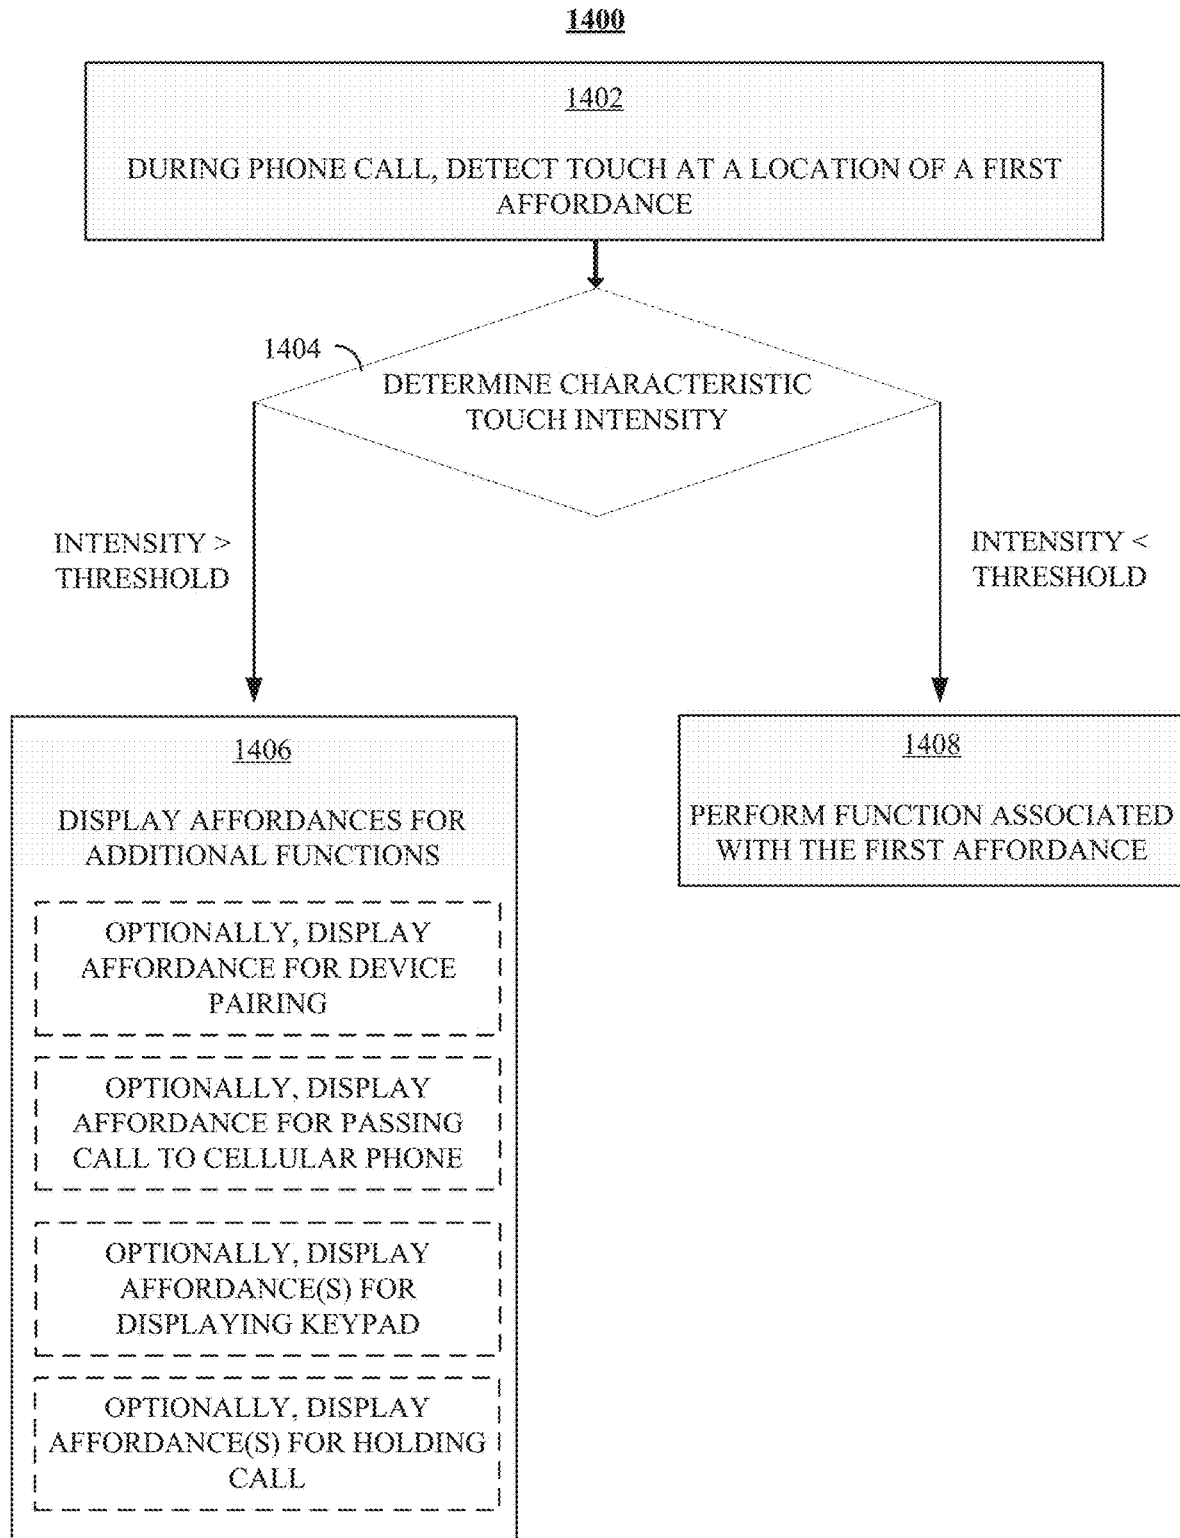 1400
1402
DURING PHONE CALL, DETECT TOUCH AT A LOCATION OF A FIRST
AFFORDANCE
1404
DETERMINE CHARACTERISTIC
TOUCH INTENSITY
INTENSITY >
THRESHOLD
INTENSITY <
THRESHOLD
1406
DISPLAY AFFORDANCES FOR
ADDITIONAL FUNCTIONS
OPTIONALLY, DISPLAY
AFFORDANCE FOR DEVICE
PAIRING
OPTIONALLY, DISPLAY
AFFORDANCE FOR PASSING
CALL TO CELLULAR PHONE
OPTIONALLY, DISPLAY
AFFORDANCE(S) FOR
DISPLAYING KEYPAD
OPTIONALLY, DISPLAY
AFFORDANCE(S) FOR HOLDING
CALL
1408
PERFORM FUNCTION ASSOCIATED
WITH THE FIRST AFFORDANCE